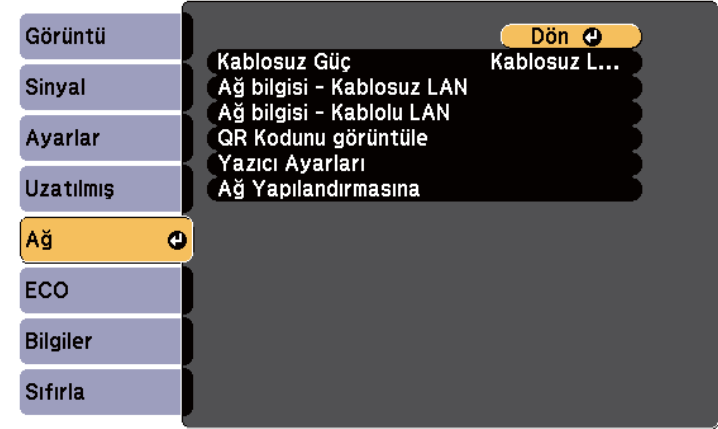 Görüntü
Sinyal
Ayarlar
Uzatılmış
Ağ
ECO
Bilgiler
Sıfırla
Dön
Kablosuz Güç Kablosuz L...
Ağ bilgisi - Kablosuz LAN
Ağ bilgisi - Kablolu LAN
QR Kodunu görüntüle
Yazıcı Ayarları
Ağ Yapılandırmasına